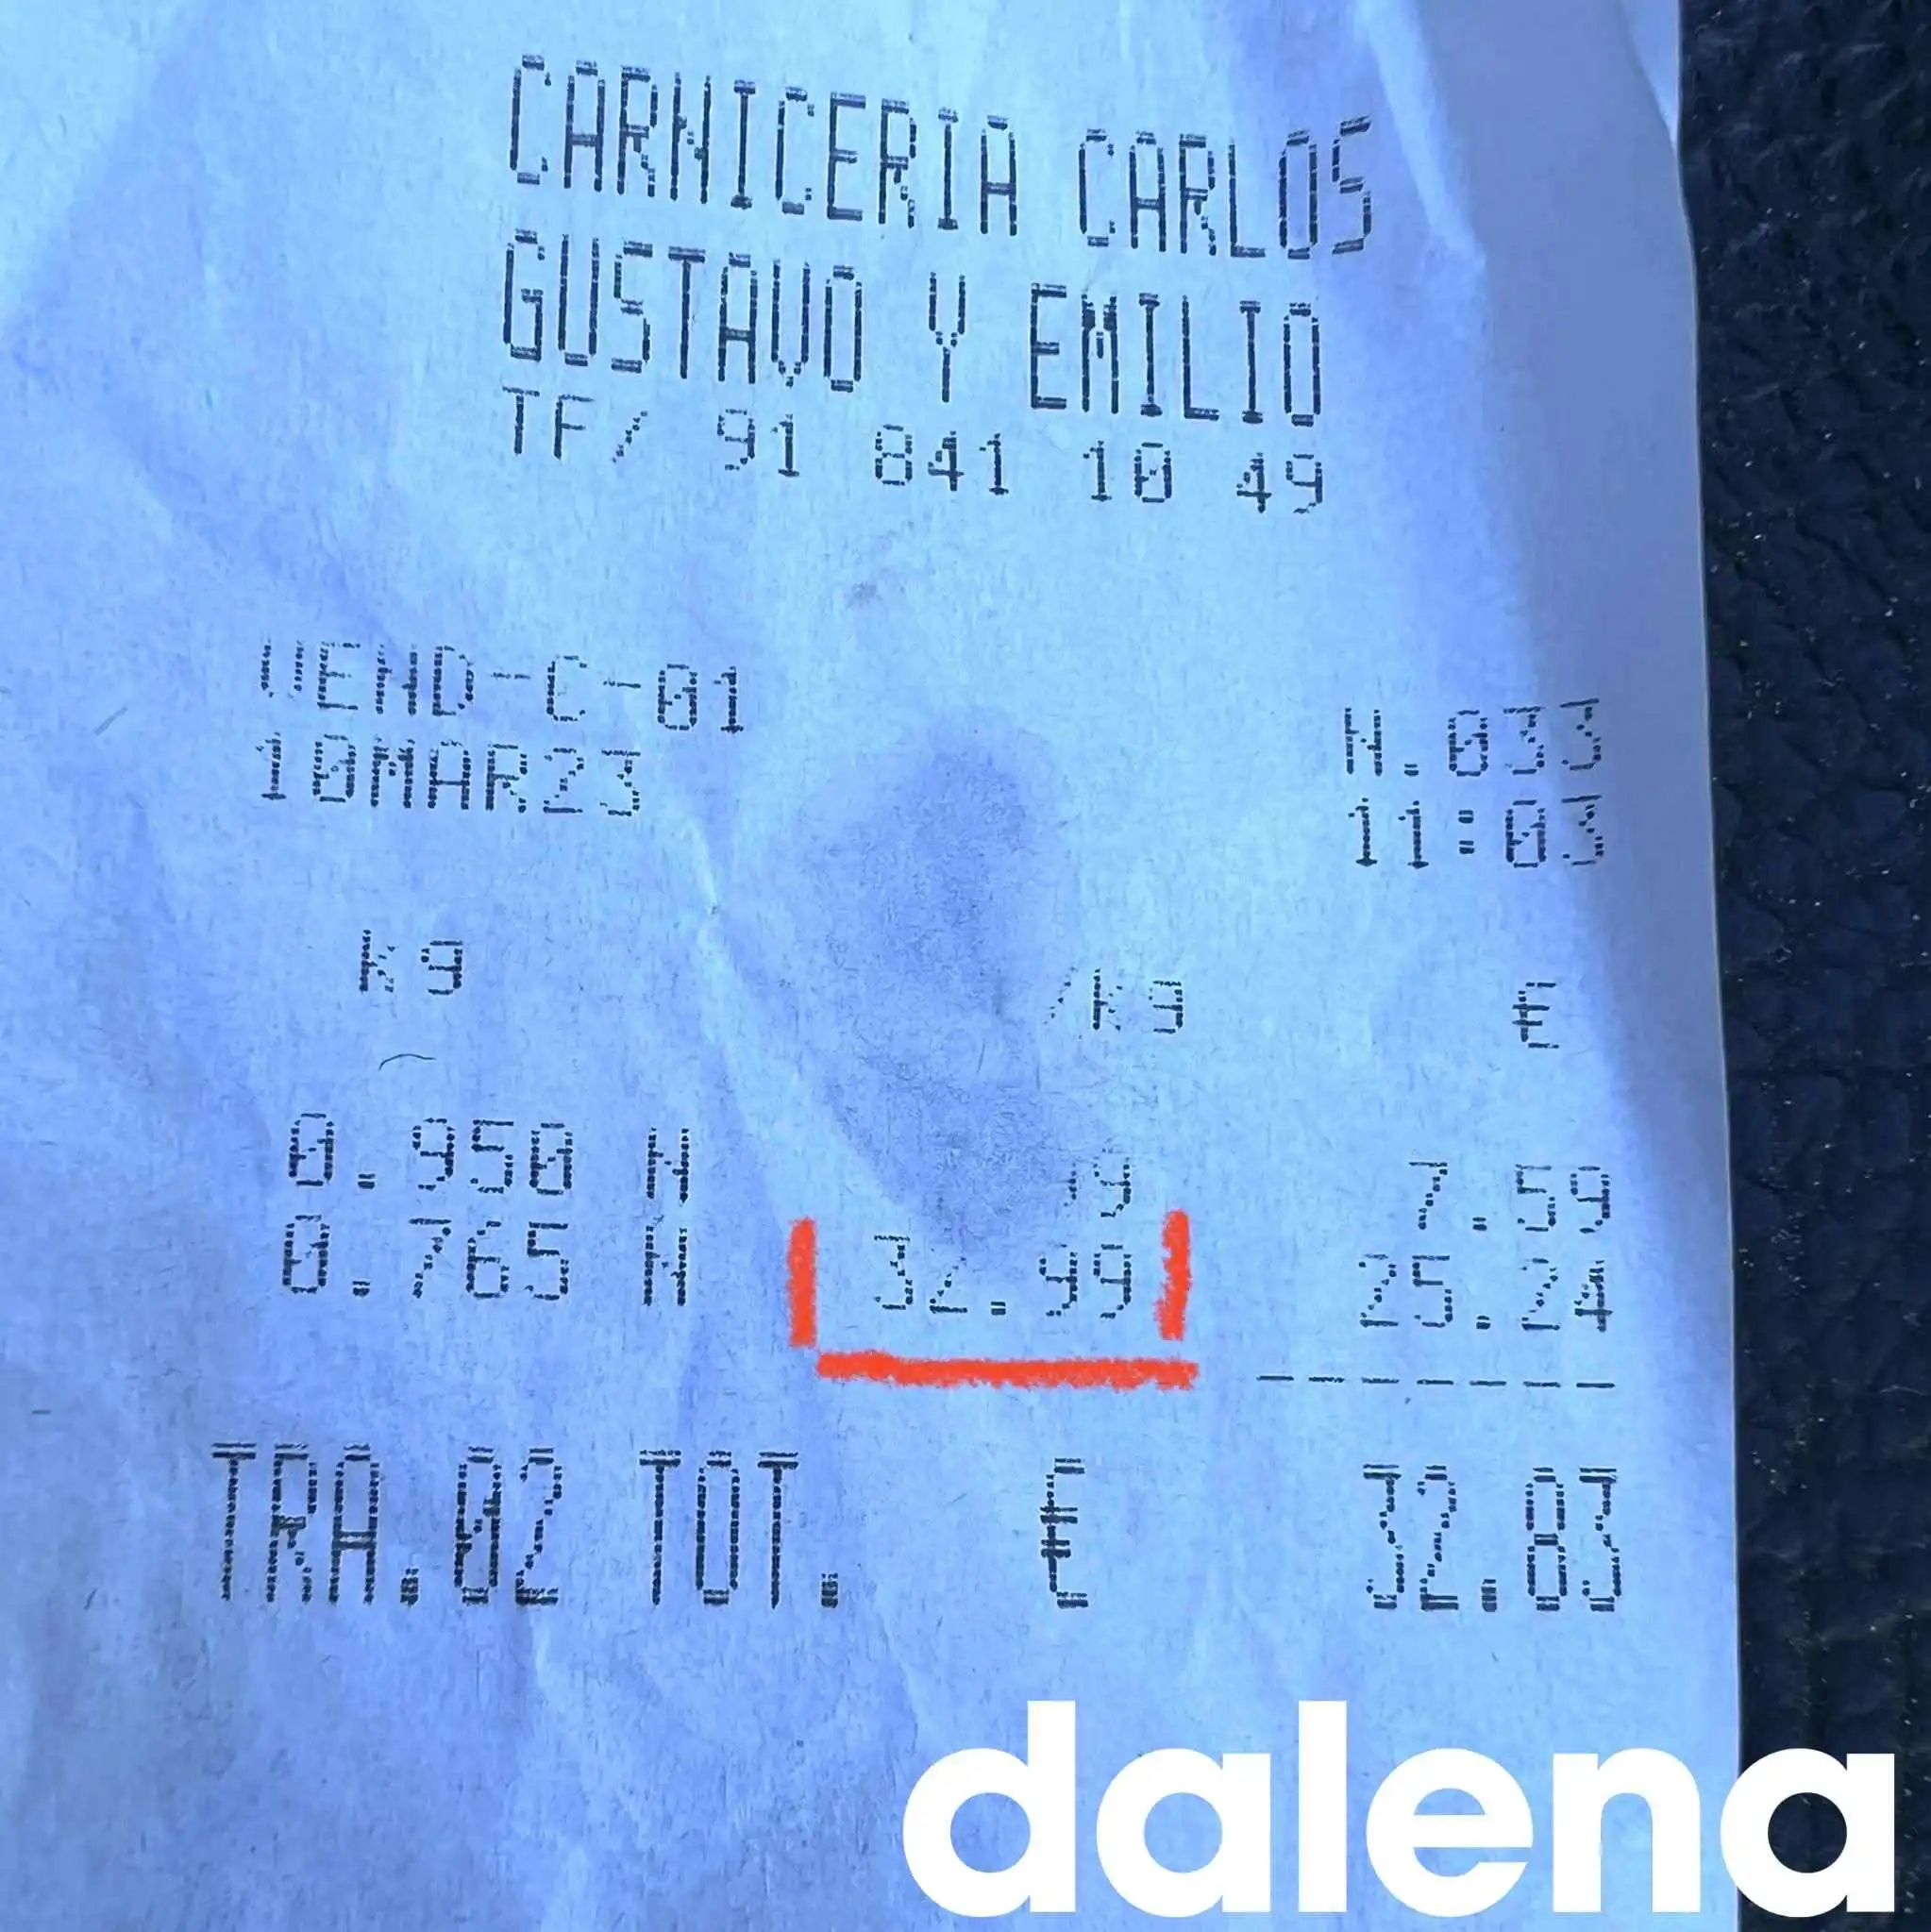 CARNICERIA CARLOS
GUSTAVO Y EMILIO
TF/ 91 841 10 49
VEND-C-01 N.033
10MAR23 11:03
Kg /Kg €
0.950 M 7.59
0.765 M 32.99 25.24
-------
TRA.02 TOT. € 32.83
dalena